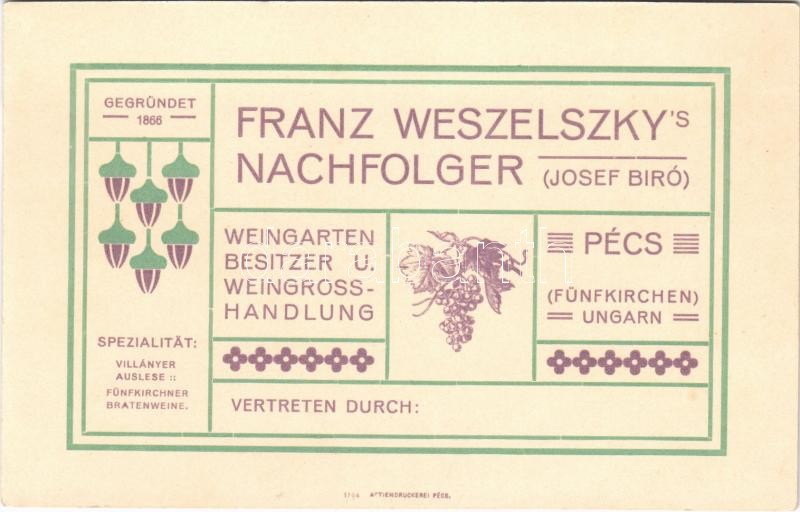 GEGRÜNDET
1866
FRANZ WESZELSZKY'S
NACHFOLGER (JOSEF BIRÓ)
WEINGARTEN
BESITZER U.
WEINGROSS-
HANDLUNG
PÉCS
(FÜNFKIRCHEN)
UNGARN
SPEZIALITÄT:
VILLÁNYER
AUSLESE ::
FÜNFKIRCHNER
BRATENWEINE.
VERTRETEN DURCH:
AKTIENDRUCKEREI PÉCS.